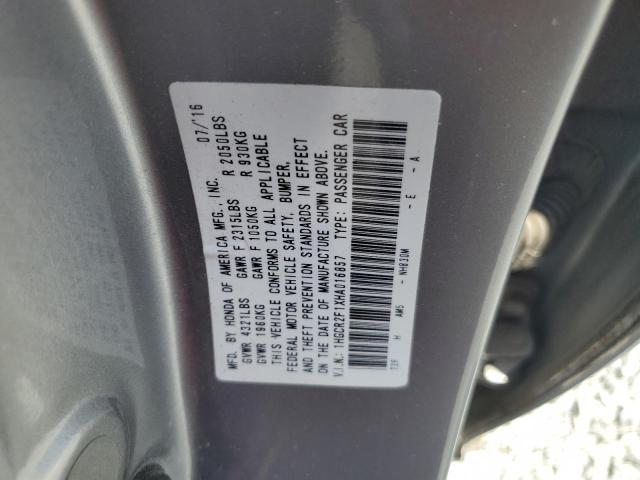 MFD. BY HONDA OF AMERICA MFG., INC. 07/'16
GVWR 4321LBS GAWR F 2315LBS R 2050LBS
GVWR 1960KG GAWR F 1050KG R 930KG
THIS VEHICLE CONFORMS TO ALL APPLICABLE
FEDERAL MOTOR VEHICLE SAFETY, BUMPER,
AND THEFT PREVENTION STANDARDS IN EFFECT
ON THE DATE OF MANUFACTURE SHOWN ABOVE.
V.I.N.: 1HGCR2F1XHA016857 TYPE: PASSENGER CAR
T2F H AM5 NH830M - E - A